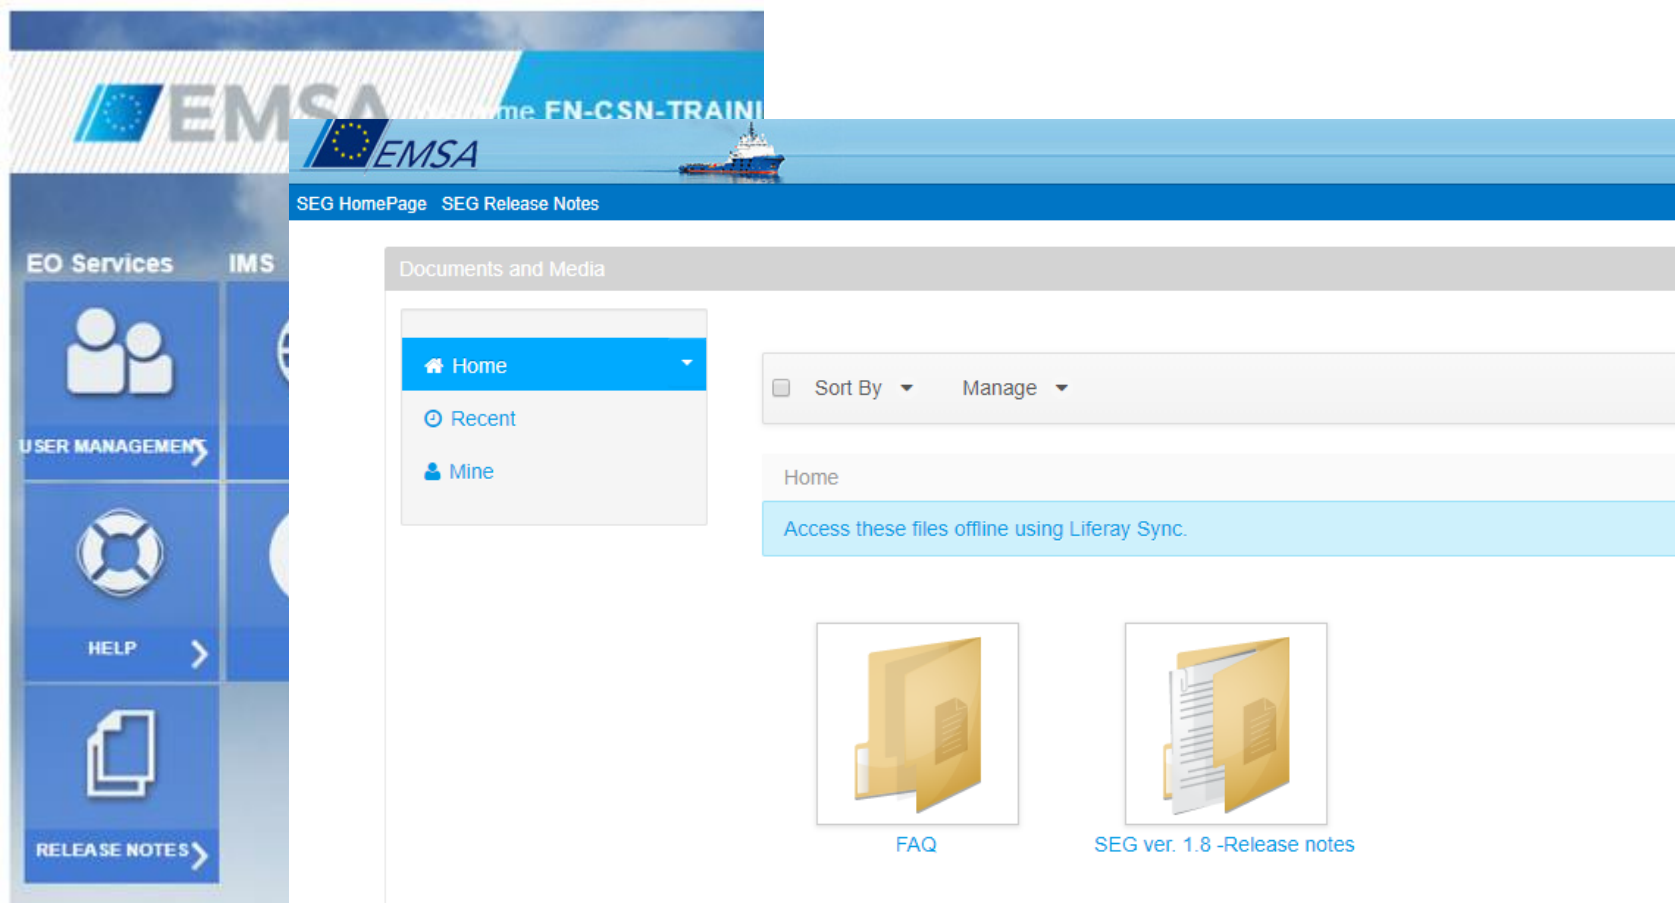 EMSA
me EN-CSN-TRAINI
EO Services
IMS
USER MANAGEMENT
HELP
RELEASE NOTES
EMSA
SEG HomePage SEG Release Notes
Documents and Media
Home
Recent
Mine
Sort By Manage
Home
Access these files offline using Liferay Sync.
FAQ
SEG ver. 1.8 -Release notes